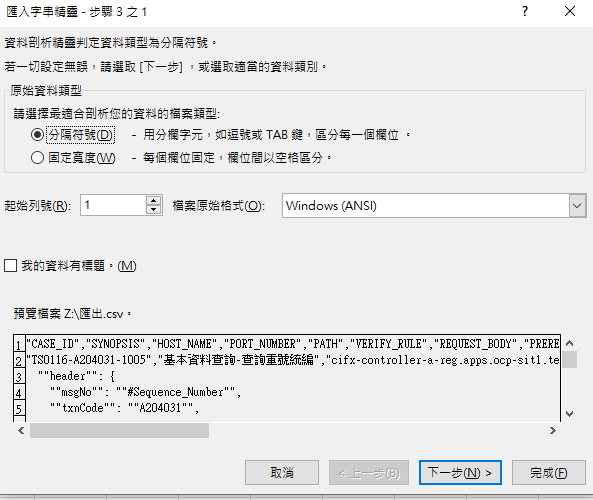 匯入字串精靈 - 步驟 3 之 1
資料剖析精靈判定資料類型為分隔符號。
若一切設定無誤，請選取 [下一步] ，或選取適當的資料類別。
原始資料類型
請選擇最適合剖析您的資料的檔案類型:
分隔符號(D) - 用分欄字元，如逗號或 TAB 鍵，區分每一個欄位 。
固定寬度(W) - 每個欄位固定，欄位間以空格區分。
起始列號(R): 1 檔案原始格式(O): Windows (ANSI)
我的資料有標題。(M)
預覽檔案 Z:\匯出.csv。
1 "CASE_ID","SYNOPSIS","HOST_NAME","PORT_NUMBER","PATH","VERIFY_RULE","REQUEST_BODY","PRERE
2 "TS0116-A204031-1005","基本資料查詢-查詢重號統編","cifx-controller-a-reg.apps.ocp-sit1.te
3 ""header"": {
4 ""msgNo"": ""#Sequence_Number"",
5 ""txnCode"": ""A204031"",
取消 < 上一步(B) 下一步(N) > 完成(F)